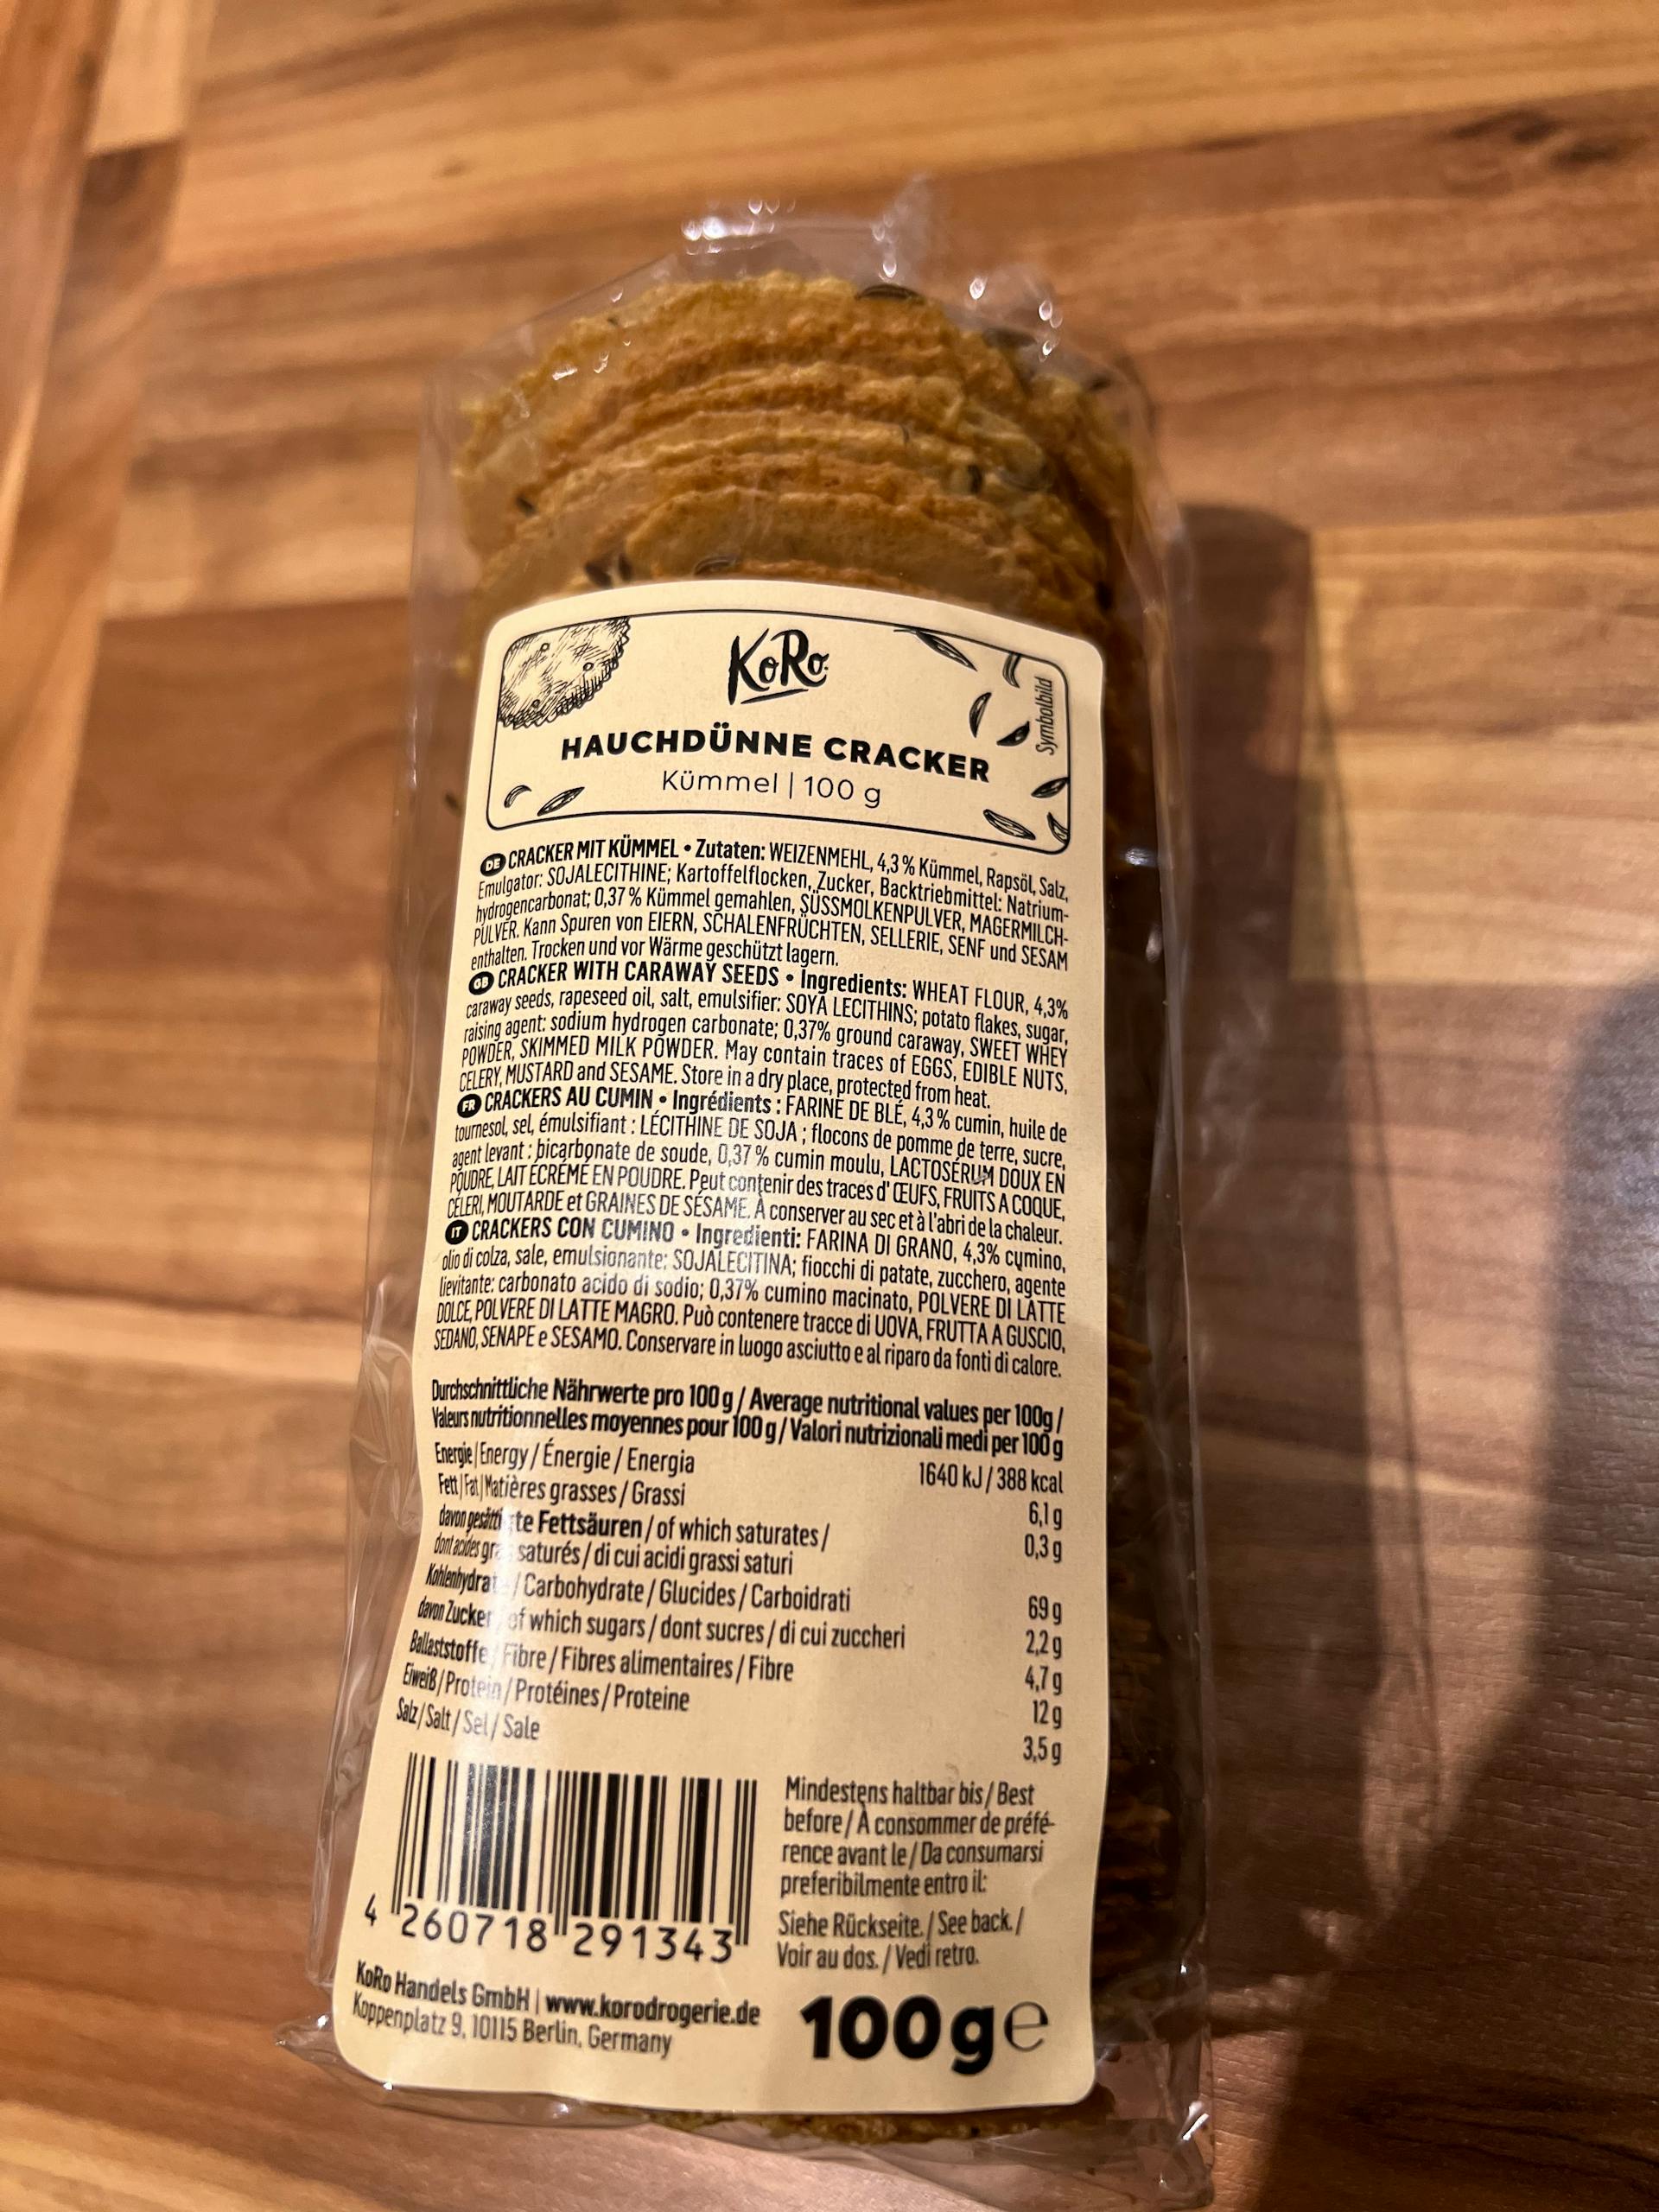 KoRo
Symbolbild
HAUCHDÜNNE CRACKER
Kümmel | 100 g
DE CRACKER MIT KÜMMEL • Zutaten: WEIZENMEHL, 4,3 % Kümmel, Rapsöl, Salz,
Emulgator: SOJALECITHINE; Kartoffelflocken, Zucker, Backtriebmittel: Natrium-
hydrogencarbonat; 0,37 % Kümmel gemahlen, SÜSSMOLKENPULVER, MAGERMILCH-
PULVER. Kann Spuren von EIERN, SCHALENFRÜCHTEN, SELLERIE, SENF und SESAM
enthalten. Trocken und vor Wärme geschützt lagern.
GB CRACKER WITH CARAWAY SEEDS • Ingredients: WHEAT FLOUR, 4,3%
caraway seeds, rapeseed oil, salt, emulsifier: SOYA LECITHINS; potato flakes, sugar,
raising agent: sodium hydrogen carbonate; 0,37% ground caraway, SWEET WHEY
POWDER, SKIMMED MILK POWDER. May contain traces of EGGS, EDIBLE NUTS,
CELERY, MUSTARD and SESAME. Store in a dry place, protected from heat.
FR CRACKERS AU CUMIN • Ingrédients : FARINE DE BLÉ, 4,3 % cumin, huile de
tournesol, sel, émulsifiant : LÉCITHINE DE SOJA ; flocons de pomme de terre, sucre,
agent levant : bicarbonate de soude, 0,37 % cumin moulu, LACTOSÉRUM DOUX EN
POUDRE, LAIT ÉCRÉMÉ EN POUDRE. Peut contenir des traces d' ŒUFS, FRUITS A COQUE,
CÉLERI, MOUTARDE et GRAINES DE SÉSAME. À conserver au sec et à l'abri de la chaleur.
IT CRACKERS CON CUMINO • Ingredienti: FARINA DI GRANO, 4,3% cumino,
olio di colza, sale, emulsionante: SOJALECITINA; fiocchi di patate, zucchero, agente
lievitante: carbonato acido di sodio; 0,37% cumino macinato, POLVERE DI LATTE
DOLCE, POLVERE DI LATTE MAGRO. Può contenere tracce di UOVA, FRUTTA A GUSCIO,
SEDANO, SENAPE e SESAMO. Conservare in luogo asciutto e al riparo da fonti di calore.
Durchschnittliche Nährwerte pro 100 g / Average nutritional values per 100g /
Valeurs nutritionnelles moyennes pour 100 g / Valori nutrizionali medi per 100 g
Energie / Energy / Énergie / Energia 1640 kJ / 388 kcal
Fett / Fat / Matières grasses / Grassi 6,1 g
davon gesättigte Fettsäuren / of which saturates / 0,3 g
dont acides gras saturés / di cui acidi grassi saturi
Kohlenhydrate / Carbohydrate / Glucides / Carboidrati 69 g
davon Zucker / of which sugars / dont sucres / di cui zuccheri 2,2 g
Ballaststoffe / Fibre / Fibres alimentaires / Fibre 4,7 g
Eiweiß / Protein / Protéines / Proteine 12 g
Salz / Salt / Sel / Sale 3,5 g
Mindestens haltbar bis / Best
before / À consommer de préfé-
rence avant le / Da consumarsi
preferibilmente entro il:
Siehe Rückseite. / See back. /
Voir au dos. / Vedi retro.
4 260718 291343
KoRo Handels GmbH | www.korodrogerie.de
Koppenplatz 9, 10115 Berlin, Germany
100g e